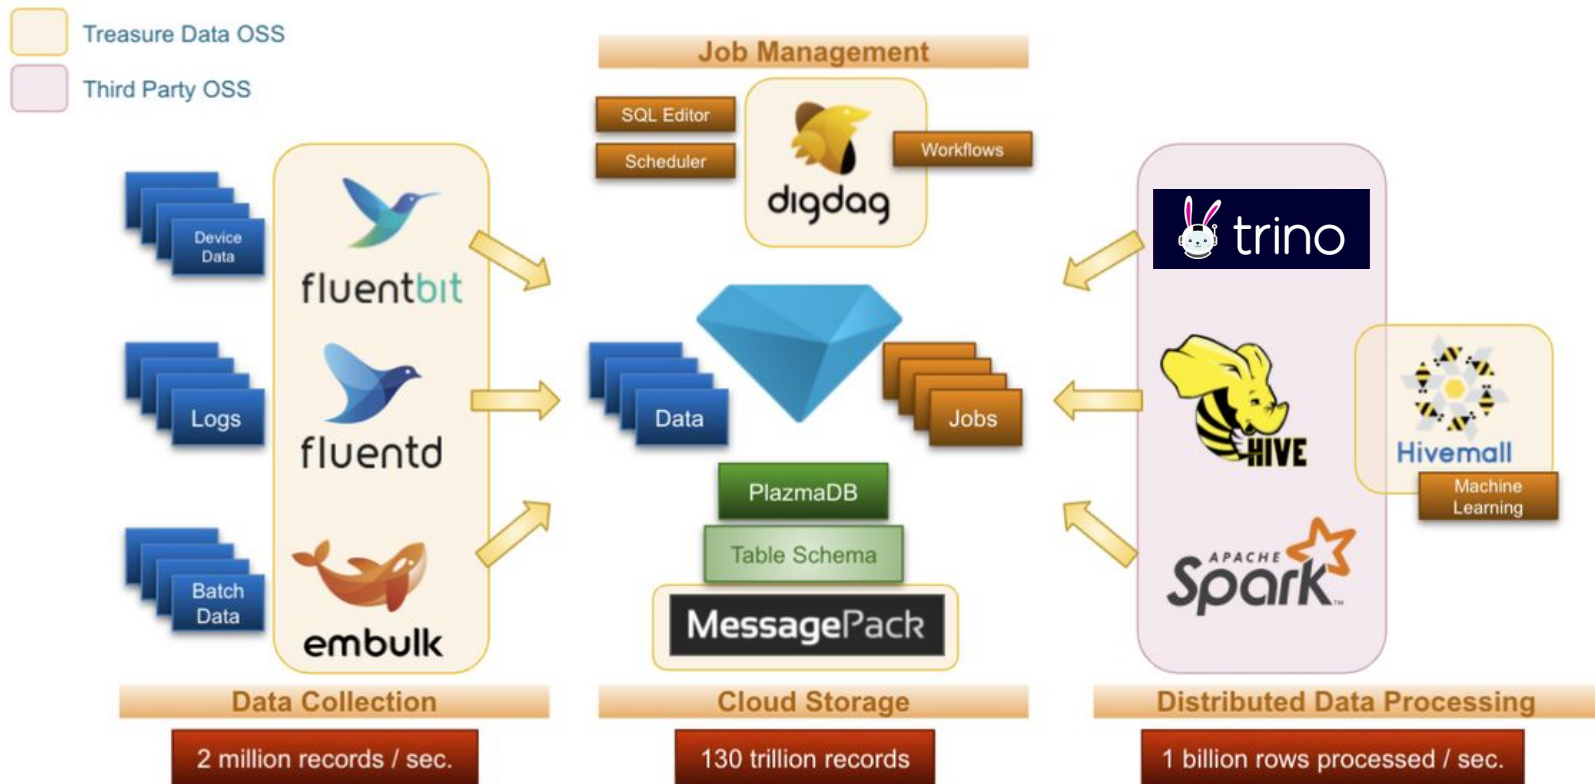 Treasure Data OSS
Third Party OSS
Job Management
SQL Editor
Scheduler
Workflows
digdag
Device
Data
fluentbit
Logs
fluentd
Batch
Data
embulk
Data
Jobs
PlazmaDB
Table Schema
MessagePack
trino
HIVE
Hivemall
Machine
Learning
APACHE
Spark™
Data Collection
Cloud Storage
Distributed Data Processing
2 million records / sec.
130 trillion records
1 billion rows processed / sec.